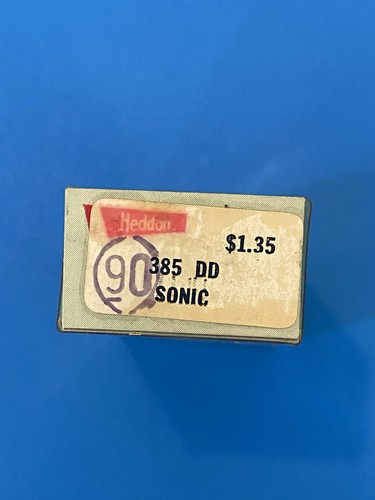 Heddon
$1.35
90
385 DD
SONIC